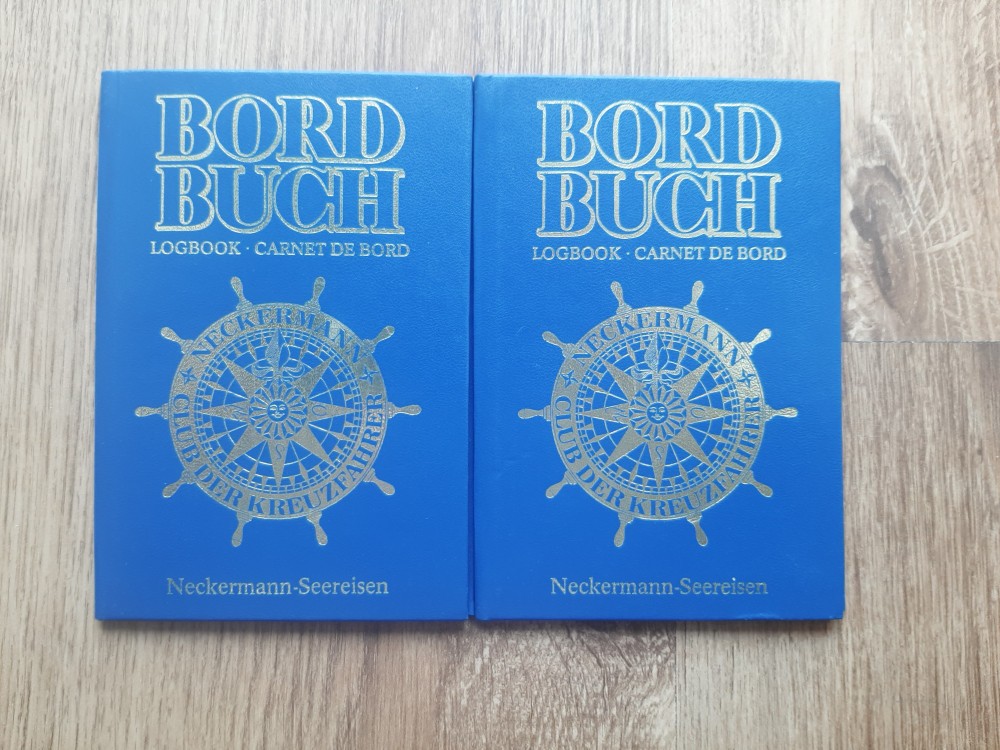 BORD
BUCH
LOGBOOK · CARNET DE BORD
NECKERMANN
CLUB DER KREUZFAHRER
Neckermann-Seereisen
BORD
BUCH
LOGBOOK · CARNET DE BORD
NECKERMANN
CLUB DER KREUZFAHRER
Neckermann-Seereisen